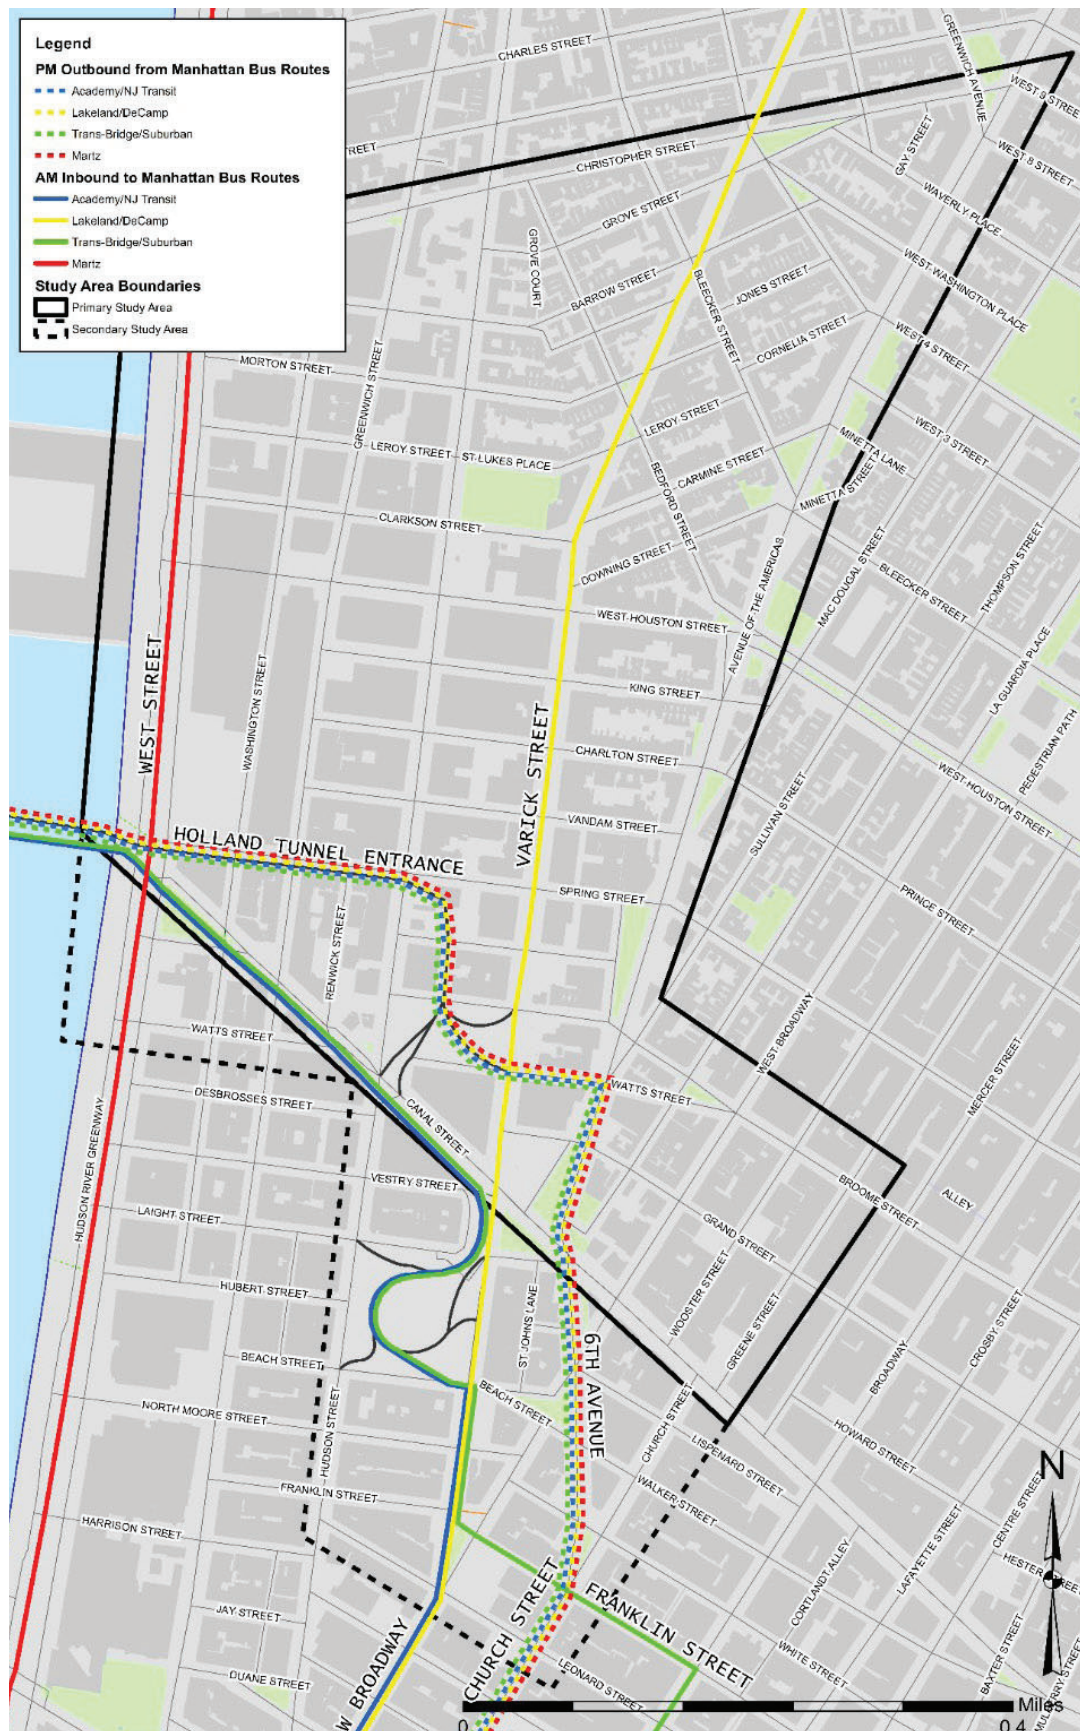 Legend
PM Outbound from Manhattan Bus Routes
Academy/NJ Transit
Lakeland/DeCamp
Trans-Bridge/Suburban
Martz
AM Inbound to Manhattan Bus Routes
Academy/NJ Transit
Lakeland/DeCamp
Trans-Bridge/Suburban
Martz
Study Area Boundaries
Primary Study Area
Secondary Study Area
CHARLES STREET
GREENWICH AVENUE
WEST 9 STREET
CHRISTOPHER STREET
GAY STREET
WEST 8 STREET
WAVERLY PLACE
GROVE STREET
GROVE COURT
WEST WASHINGTON PLACE
BARROW STREET
BLEECKER STREET
JONES STREET
CORNELIA STREET
WEST 4 STREET
MORTON STREET
GREENWICH STREET
LEROY STREET
ST LUKES PLACE
LEROY STREET
WEST 3 STREET
MINETTA LANE
BEDFORD STREET
CARMINE STREET
MINETTA STREET
CLARKSON STREET
DOWNING STREET
AVENUE OF THE AMERICAS
MAC DOUGAL STREET
BLEECKER STREET
THOMPSON STREET
WEST HOUSTON STREET
LA GUARDIA PLACE
PEDESTRIAN PATH
KING STREET
WEST STREET
WASHINGTON STREET
VARICK STREET
CHARLTON STREET
SULLIVAN STREET
WEST HOUSTON STREET
VANDAM STREET
HOLLAND TUNNEL ENTRANCE
SPRING STREET
PRINCE STREET
RENWICK STREET
WATTS STREET
WEST BROADWAY
MERCER STREET
DESBROSSES STREET
WATTS STREET
CANAL STREET
HUDSON RIVER GREENWAY
VESTRY STREET
BROOME STREET
ALLEY
LAIGHT STREET
GRAND STREET
HUBERT STREET
WOOSTER STREET
GREENE STREET
ST JOHNS LANE
CROSBY STREET
BROADWAY
BEACH STREET
6TH AVENUE
BEACH STREET
NORTH MOORE STREET
HUDSON STREET
CHURCH STREET
LISPENARD STREET
HOWARD STREET
N
FRANKLIN STREET
WALKER STREET
HARRISON STREET
CENTRE STREET
LAFAYETTE STREET
CORTLANDT ALLEY
JAY STREET
CHURCH STREET
FRANKLIN STREET
WHITE STREET
BAXTER STREET
DUANE STREET
W BROADWAY
LEONARD STREET
Miles
0
0.4